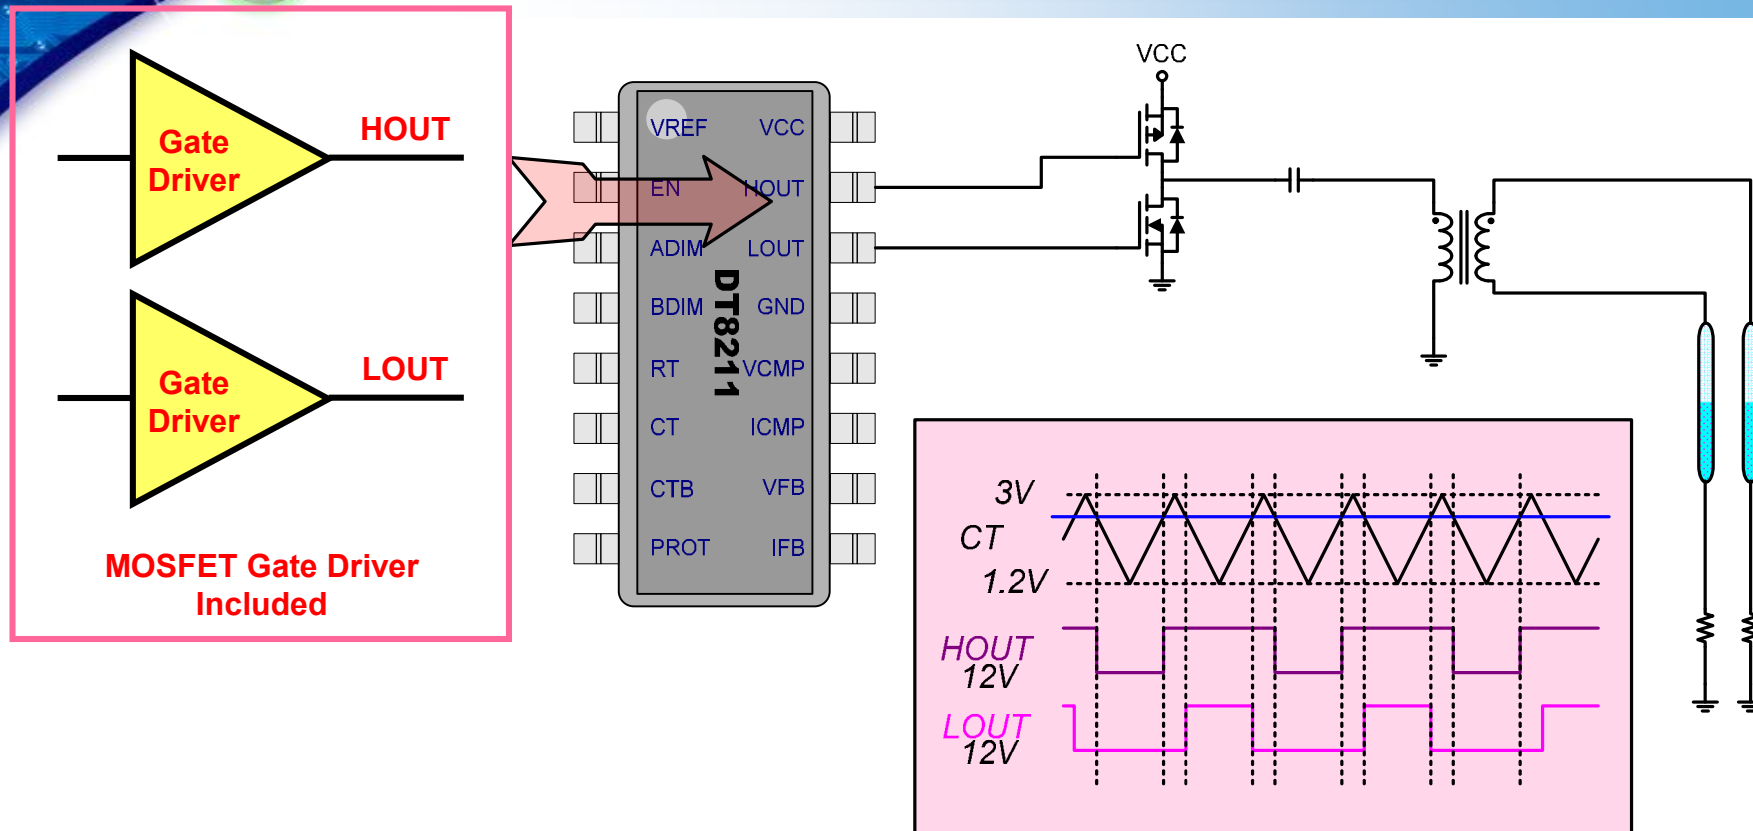 Gate
Driver
HOUT
Gate
Driver
LOUT
MOSFET Gate Driver
Included
VREF
EN
ADIM
BDIM
RT
CT
CTB
PROT
DT8211
VCC
HOUT
LOUT
GND
VCMP
ICMP
VFB
IFB
VCC
3V
CT
1.2V
HOUT
12V
LOUT
12V